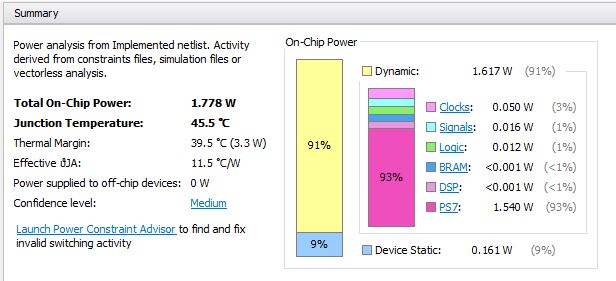 Summary
Power analysis from Implemented netlist. Activity
derived from constraints files, simulation files or
vectorless analysis.
Total On-Chip Power: 1.778 W
Junction Temperature: 45.5 °C
Thermal Margin: 39.5 °C (3.3 W)
Effective ϑJA: 11.5 °C/W
Power supplied to off-chip devices: 0 W
Confidence level: Medium
Launch Power Constraint Advisor to find and fix
invalid switching activity
On-Chip Power
91%
9%
Dynamic: 1.617 W (91%)
93%
Clocks: 0.050 W (3%)
Signals: 0.016 W (1%)
Logic: 0.012 W (1%)
BRAM: <0.001 W (<1%)
DSP: <0.001 W (<1%)
PS7: 1.540 W (93%)
Device Static: 0.161 W (9%)